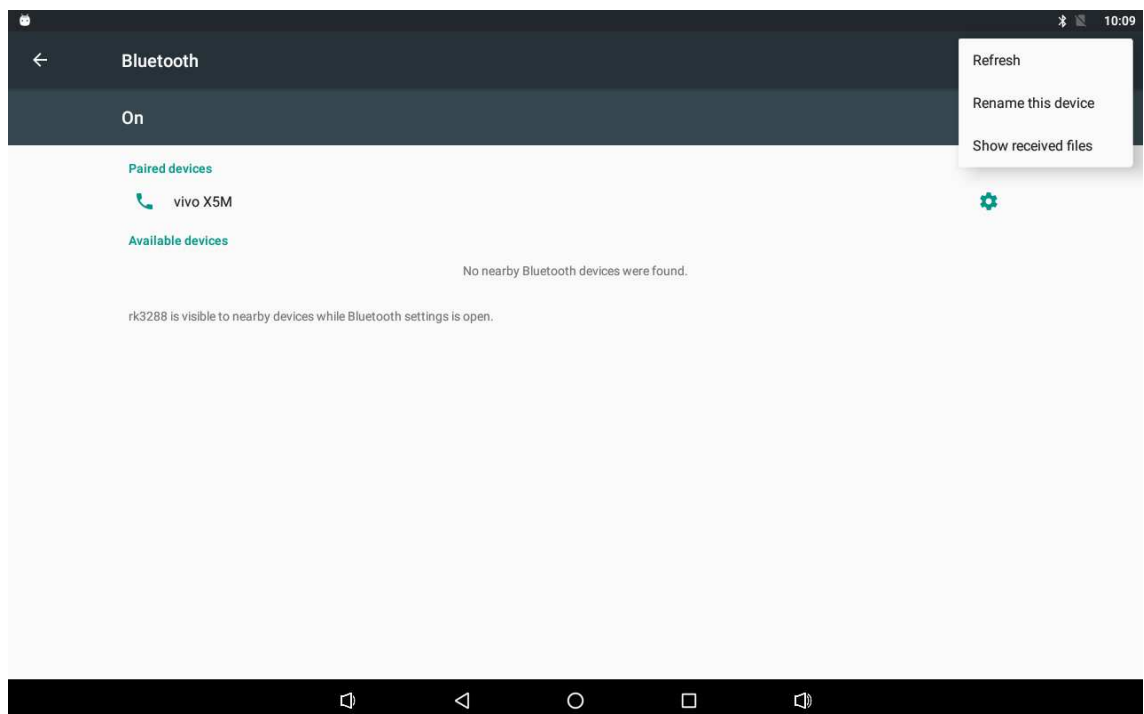 10:09
Bluetooth
Refresh
Rename this device
On
Show received files
Paired devices
vivo X5M
Available devices
No nearby Bluetooth devices were found.
rk3288 is visible to nearby devices while Bluetooth settings is open.